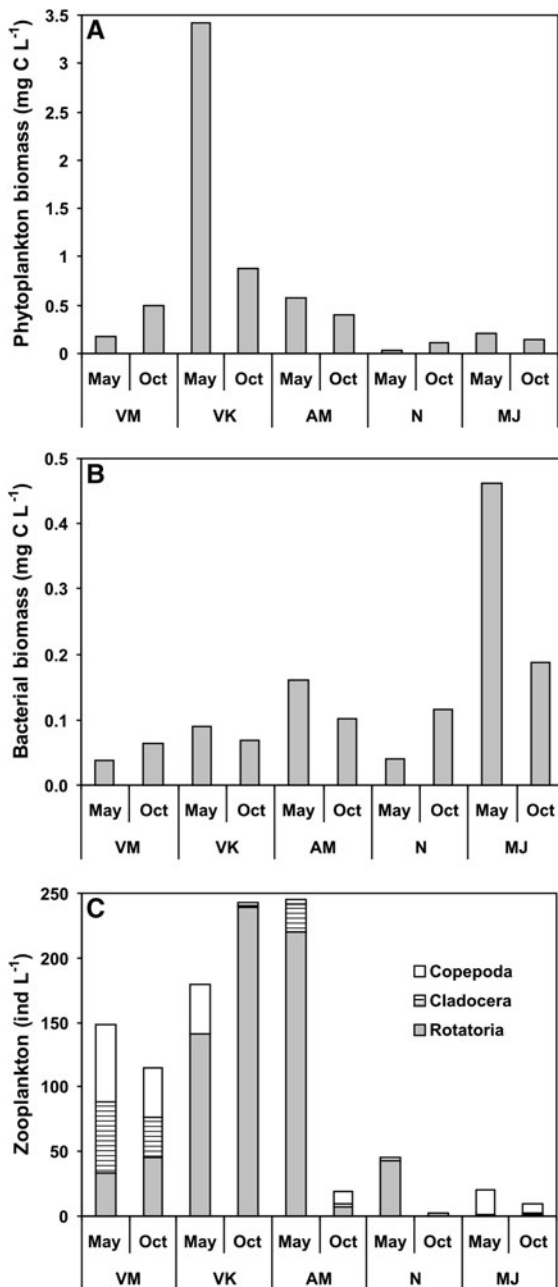 A
Phytoplankton biomass (mg C L⁻¹)
3.5
3
2.5
2
1.5
1
0.5
0
May Oct May Oct May Oct May Oct May Oct
VM VK AM N MJ
B
Bacterial biomass (mg C L⁻¹)
0.5
0.4
0.3
0.2
0.1
0.0
May Oct May Oct May Oct May Oct May Oct
VM VK AM N MJ
C
Zooplankton (ind L⁻¹)
250
200
150
100
50
0
Copepoda
Cladocera
Rotatoria
May Oct May Oct May Oct May Oct May Oct
VM VK AM N MJ